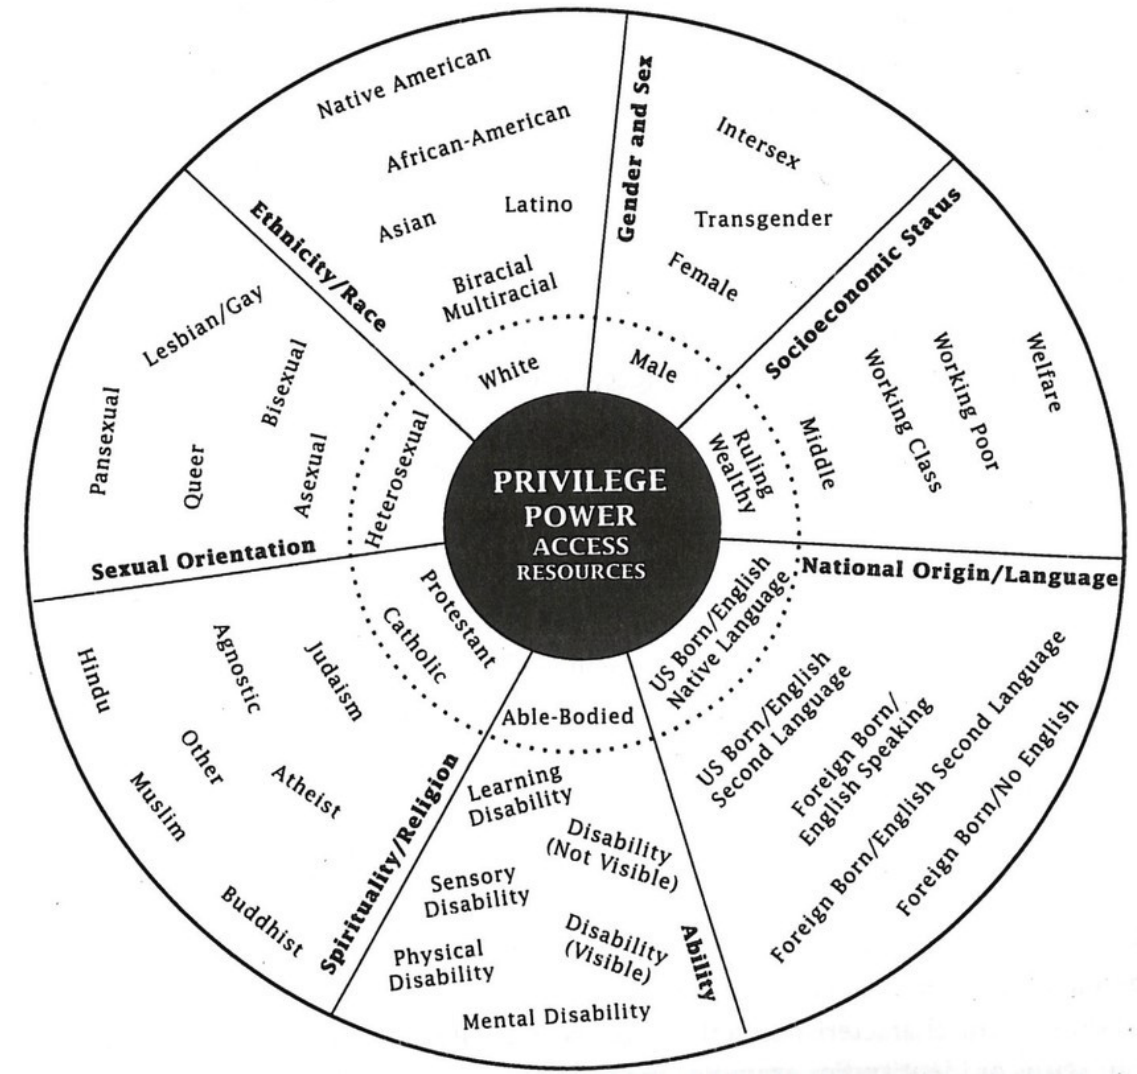 PRIVILEGE
POWER
ACCESS
RESOURCES
Ethnicity/Race
Native American
African-American
Asian
Latino
Biracial
Multiracial
White
Gender and Sex
Intersex
Transgender
Female
Male
Socioeconomic Status
Welfare
Working Poor
Working Class
Middle
Ruling
Wealthy
National Origin/Language
US Born/English
Native Language
US Born/English
Second Language
Foreign Born/
English Speaking
Foreign Born/English Second Language
Foreign Born/No English
Ability
Able-Bodied
Learning
Disability
Disability
(Not Visible)
Sensory
Disability
Disability
(Visible)
Physical
Disability
Mental Disability
Spirituality/Religion
Protestant
Catholic
Judaism
Agnostic
Hindu
Other
Atheist
Muslim
Buddhist
Sexual Orientation
Lesbian/Gay
Bisexual
Pansexual
Queer
Asexual
Heterosexual